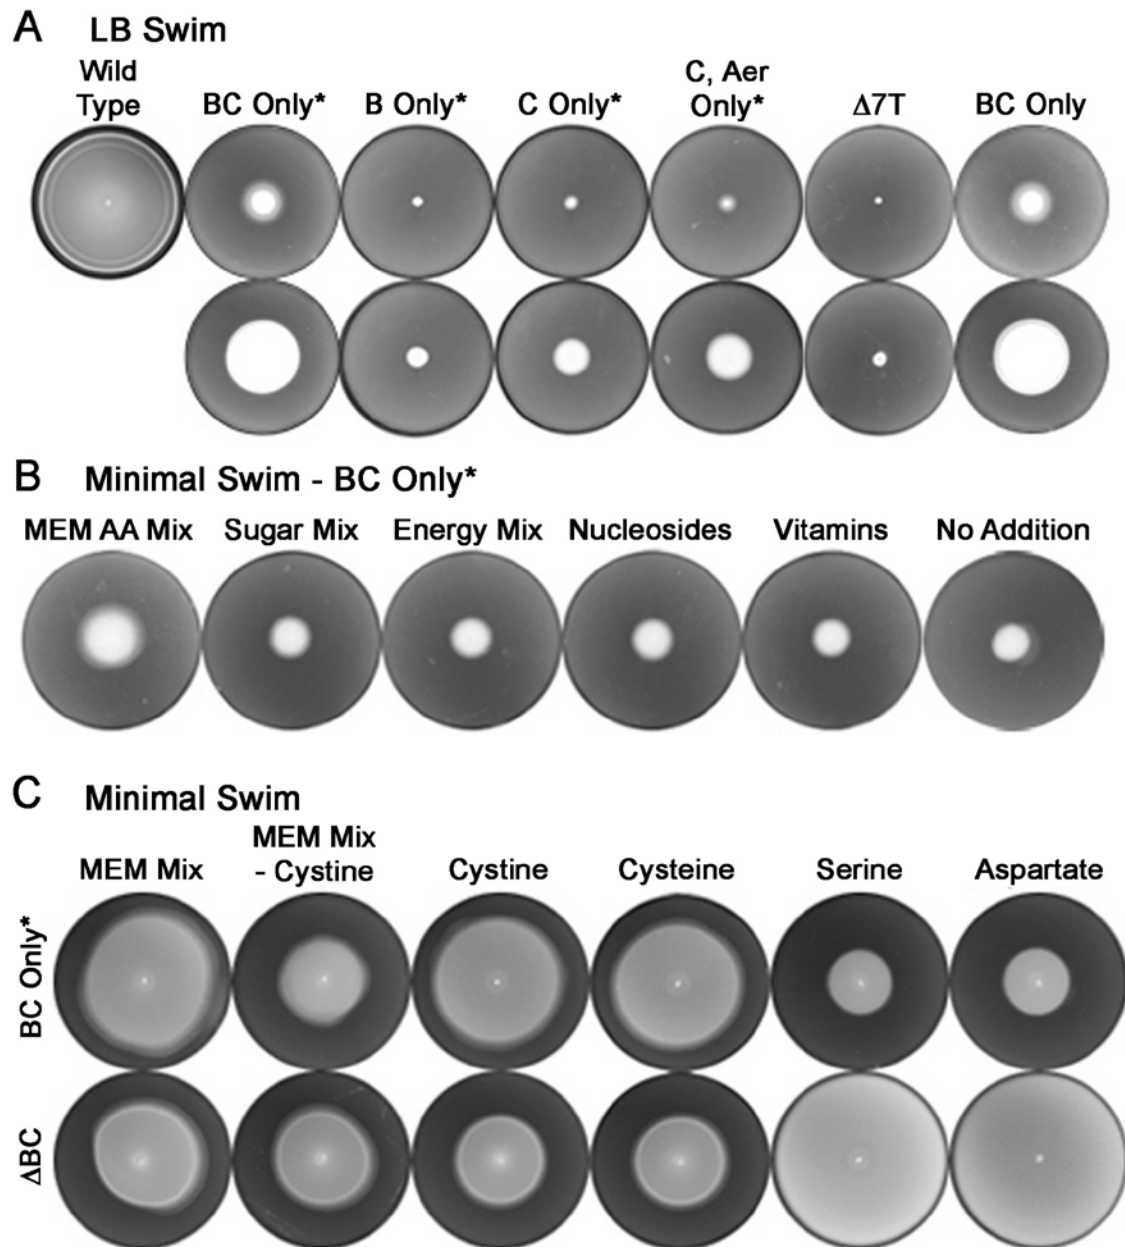 A LB Swim
Wild
Type
BC Only*
B Only*
C Only*
C, Aer
Only*
Δ7T
BC Only
B Minimal Swim - BC Only*
MEM AA Mix
Sugar Mix
Energy Mix
Nucleosides
Vitamins
No Addition
C Minimal Swim
MEM Mix
MEM Mix
- Cystine
Cystine
Cysteine
Serine
Aspartate
BC Only*
ΔBC